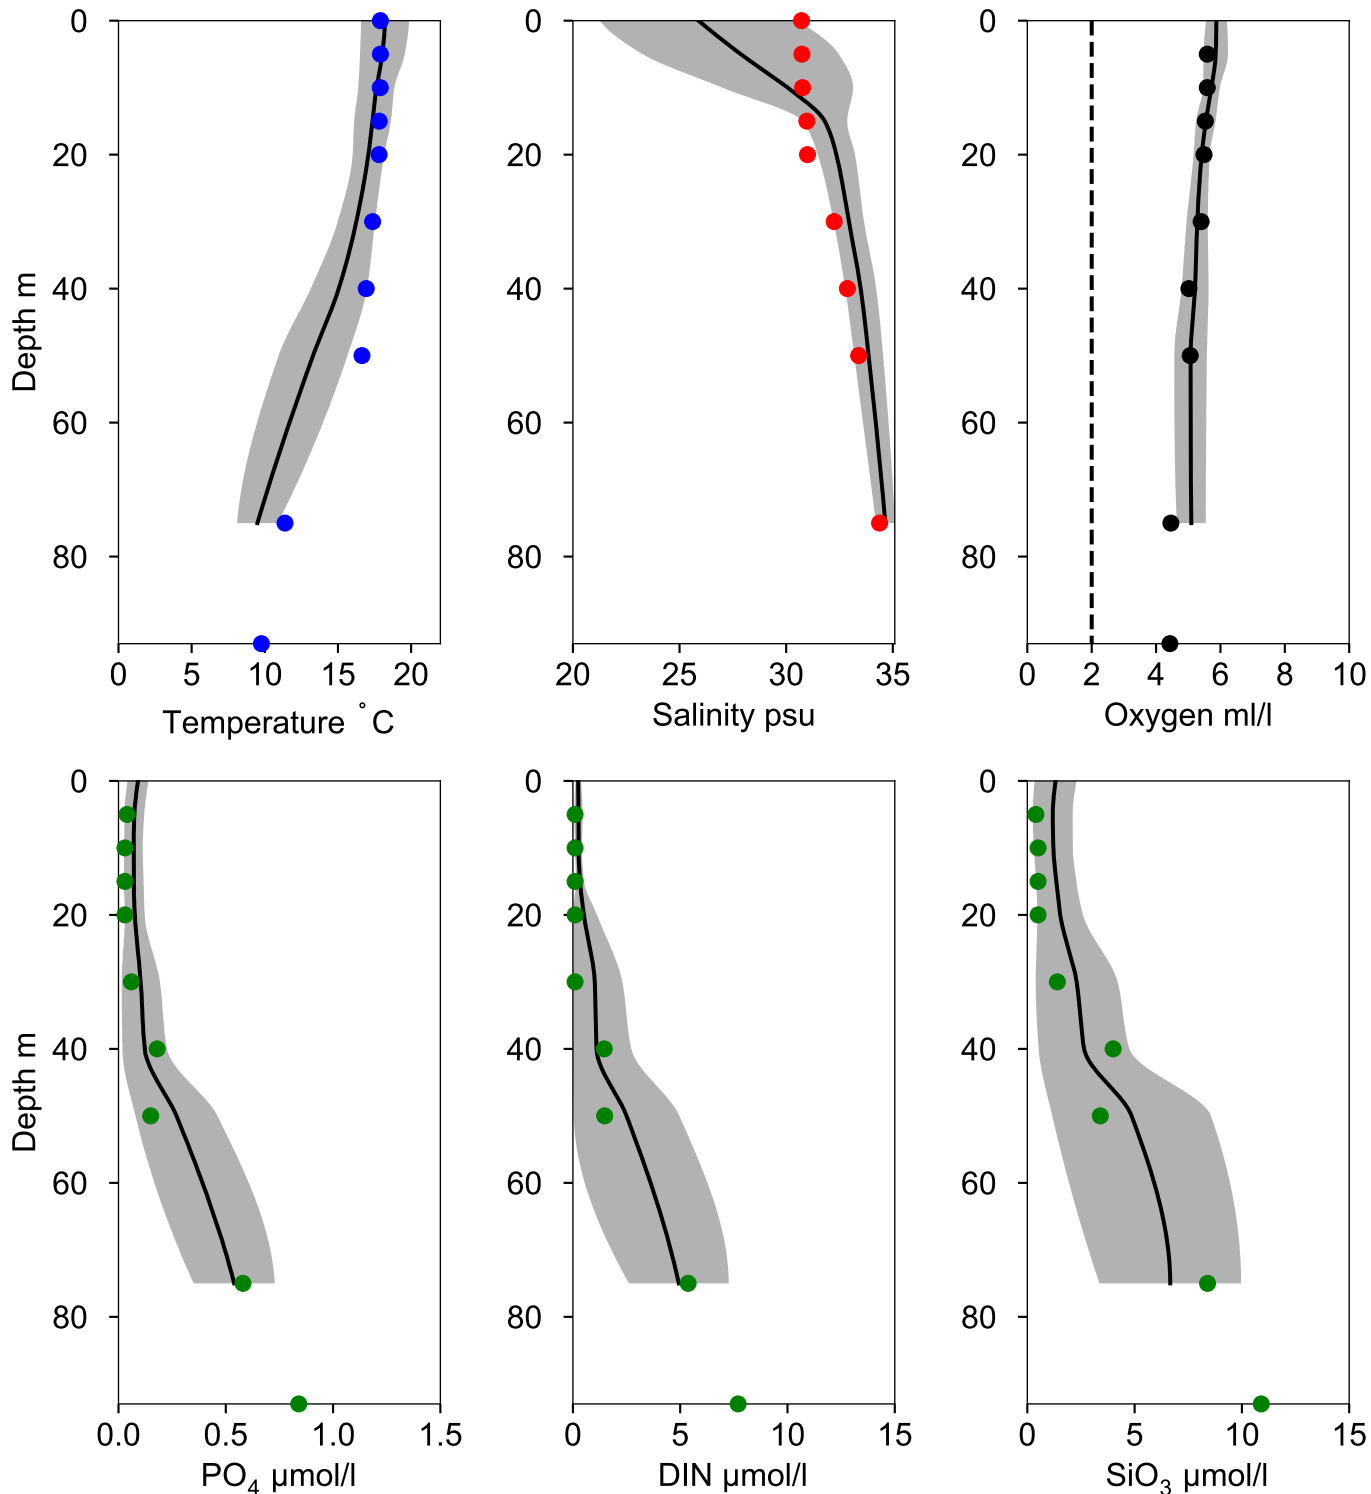 0
20
40
60
80
Depth m
0 5 10 15 20
Temperature °C
0
20
40
60
80
20 25 30 35
Salinity psu
0
20
40
60
80
0 2 4 6 8 10
Oxygen ml/l
0
20
40
60
80
Depth m
0.0 0.5 1.0 1.5
PO₄ µmol/l
0
20
40
60
80
0 5 10 15
DIN µmol/l
0
20
40
60
80
0 5 10 15
SiO₃ µmol/l